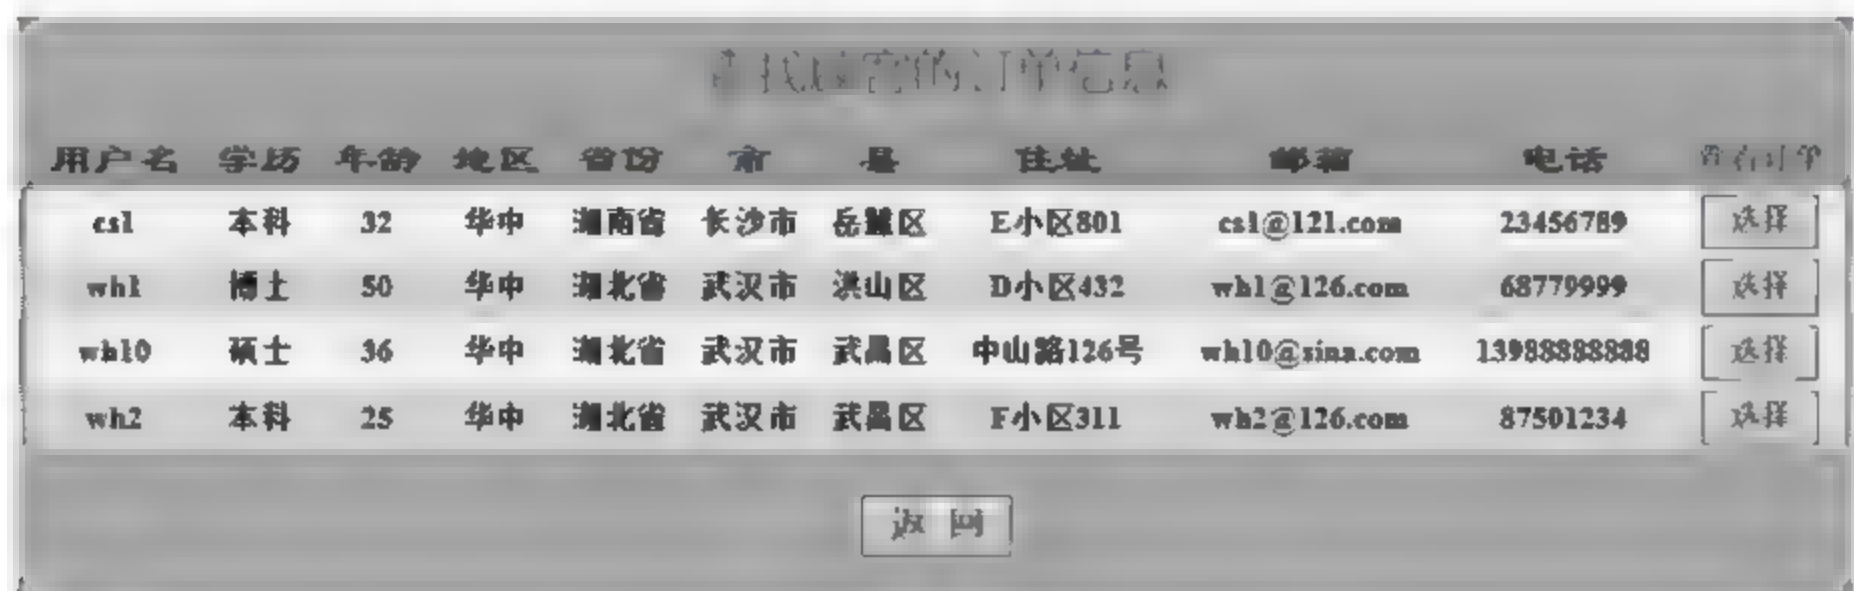 用户名 学历 年龄 地区 省份 市 县 住址 邮箱 电话
cs1 本科 32 华中 湖南省 长沙市 岳麓区 E小区801 cs1@121.com 23456789 选择
wh1 博士 50 华中 湖北省 武汉市 洪山区 D小区432 wh1@126.com 68779999 选择
wh10 硕士 36 华中 湖北省 武汉市 武昌区 中山路126号 wh10@sina.com 13988888888 选择
wh2 本科 25 华中 湖北省 武汉市 武昌区 F小区311 wh2@126.com 87501234 选择
返 回